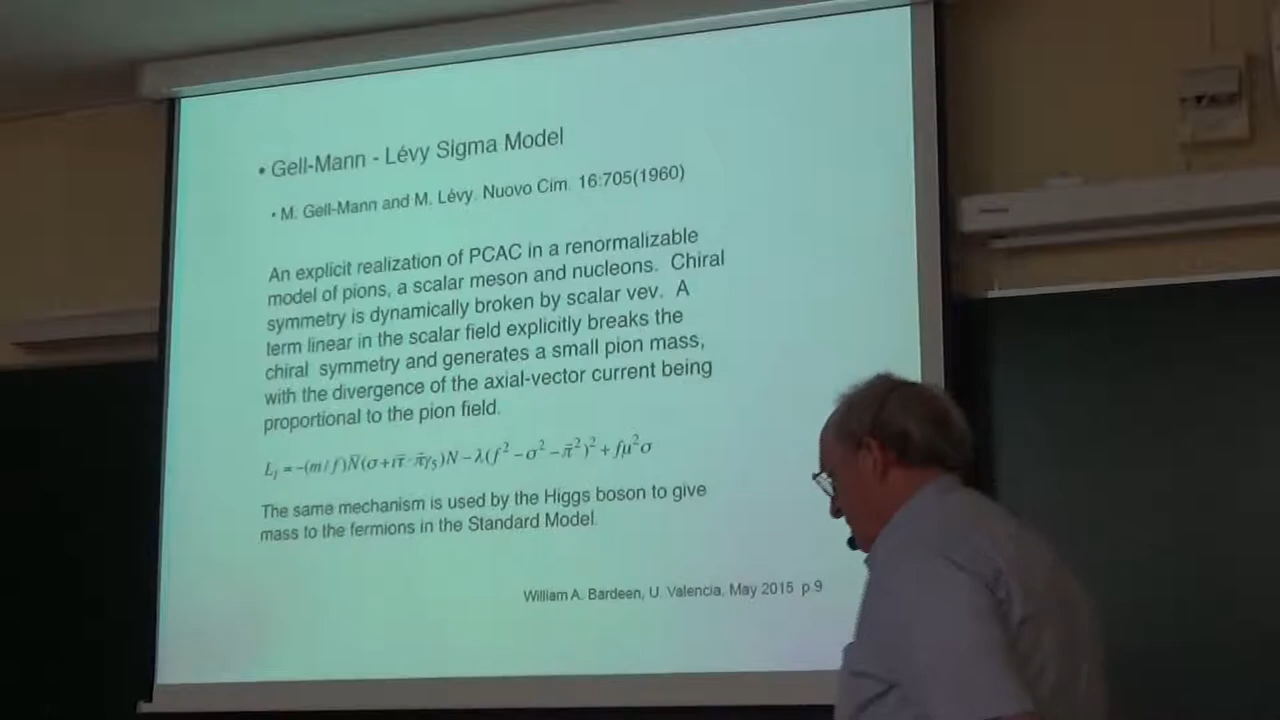 • Gell-Mann - Lévy Sigma Model
• M. Gell-Mann and M. Lévy. Nuovo Cim. 16:705(1960)
An explicit realization of PCAC in a renormalizable
model of pions, a scalar meson and nucleons. Chiral
symmetry is dynamically broken by scalar vev. A
term linear in the scalar field explicitly breaks the
chiral symmetry and generates a small pion mass,
with the divergence of the axial-vector current being
proportional to the pion field.
L_I = -(m/f)N̄(σ+iτ⃗·π⃗γ₅)N - λ(f² - σ² - π⃗²)² + fμ²σ
The same mechanism is used by the Higgs boson to give
mass to the fermions in the Standard Model.
William A. Bardeen, U. Valencia, May 2015 p.9